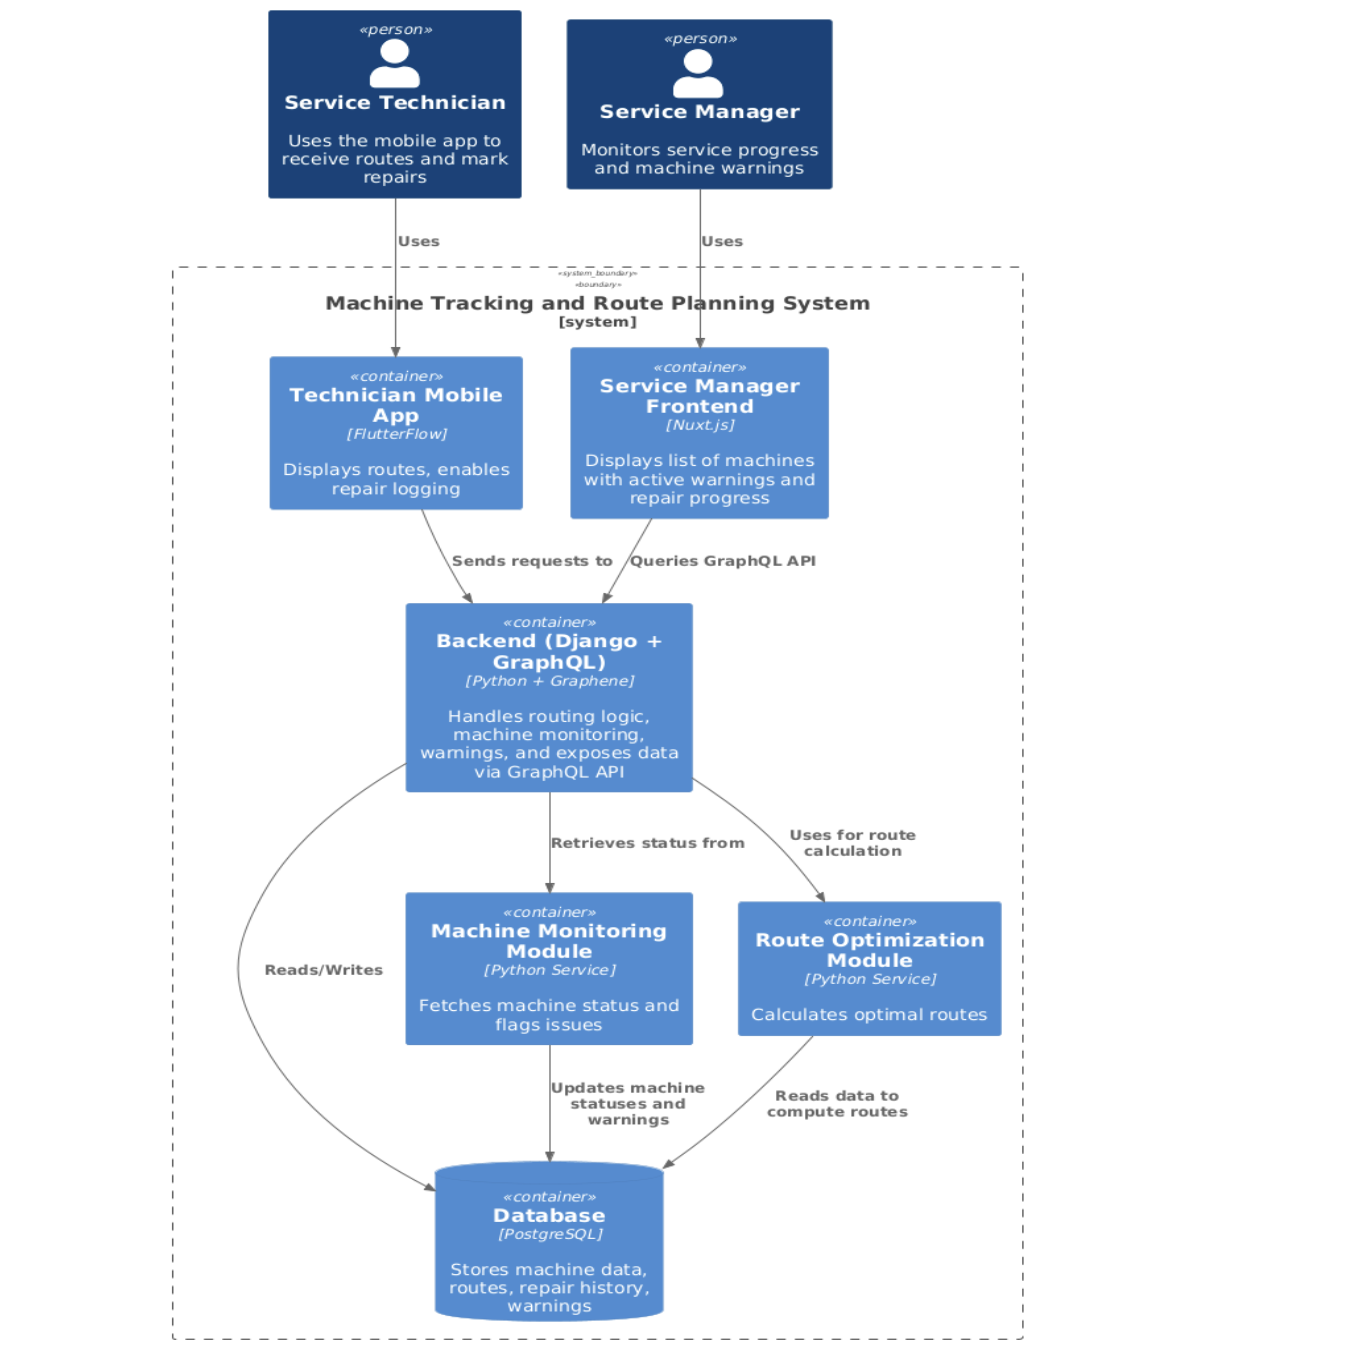 «person»
Service Technician
Uses the mobile app to
receive routes and mark
repairs
«person»
Service Manager
Monitors service progress
and machine warnings
Uses
Uses
«system_boundary»
«boundary»
Machine Tracking and Route Planning System
[system]
«container»
Technician Mobile
App
[FlutterFlow]
Displays routes, enables
repair logging
«container»
Service Manager
Frontend
[Nuxt.js]
Displays list of machines
with active warnings and
repair progress
Sends requests to
Queries GraphQL API
«container»
Backend (Django +
GraphQL)
[Python + Graphene]
Handles routing logic,
machine monitoring,
warnings, and exposes data
via GraphQL API
Retrieves status from
Uses for route
calculation
«container»
Machine Monitoring
Module
[Python Service]
Fetches machine status and
flags issues
«container»
Route Optimization
Module
[Python Service]
Calculates optimal routes
Reads/Writes
Updates machine
statuses and
warnings
Reads data to
compute routes
«container»
Database
[PostgreSQL]
Stores machine data,
routes, repair history,
warnings